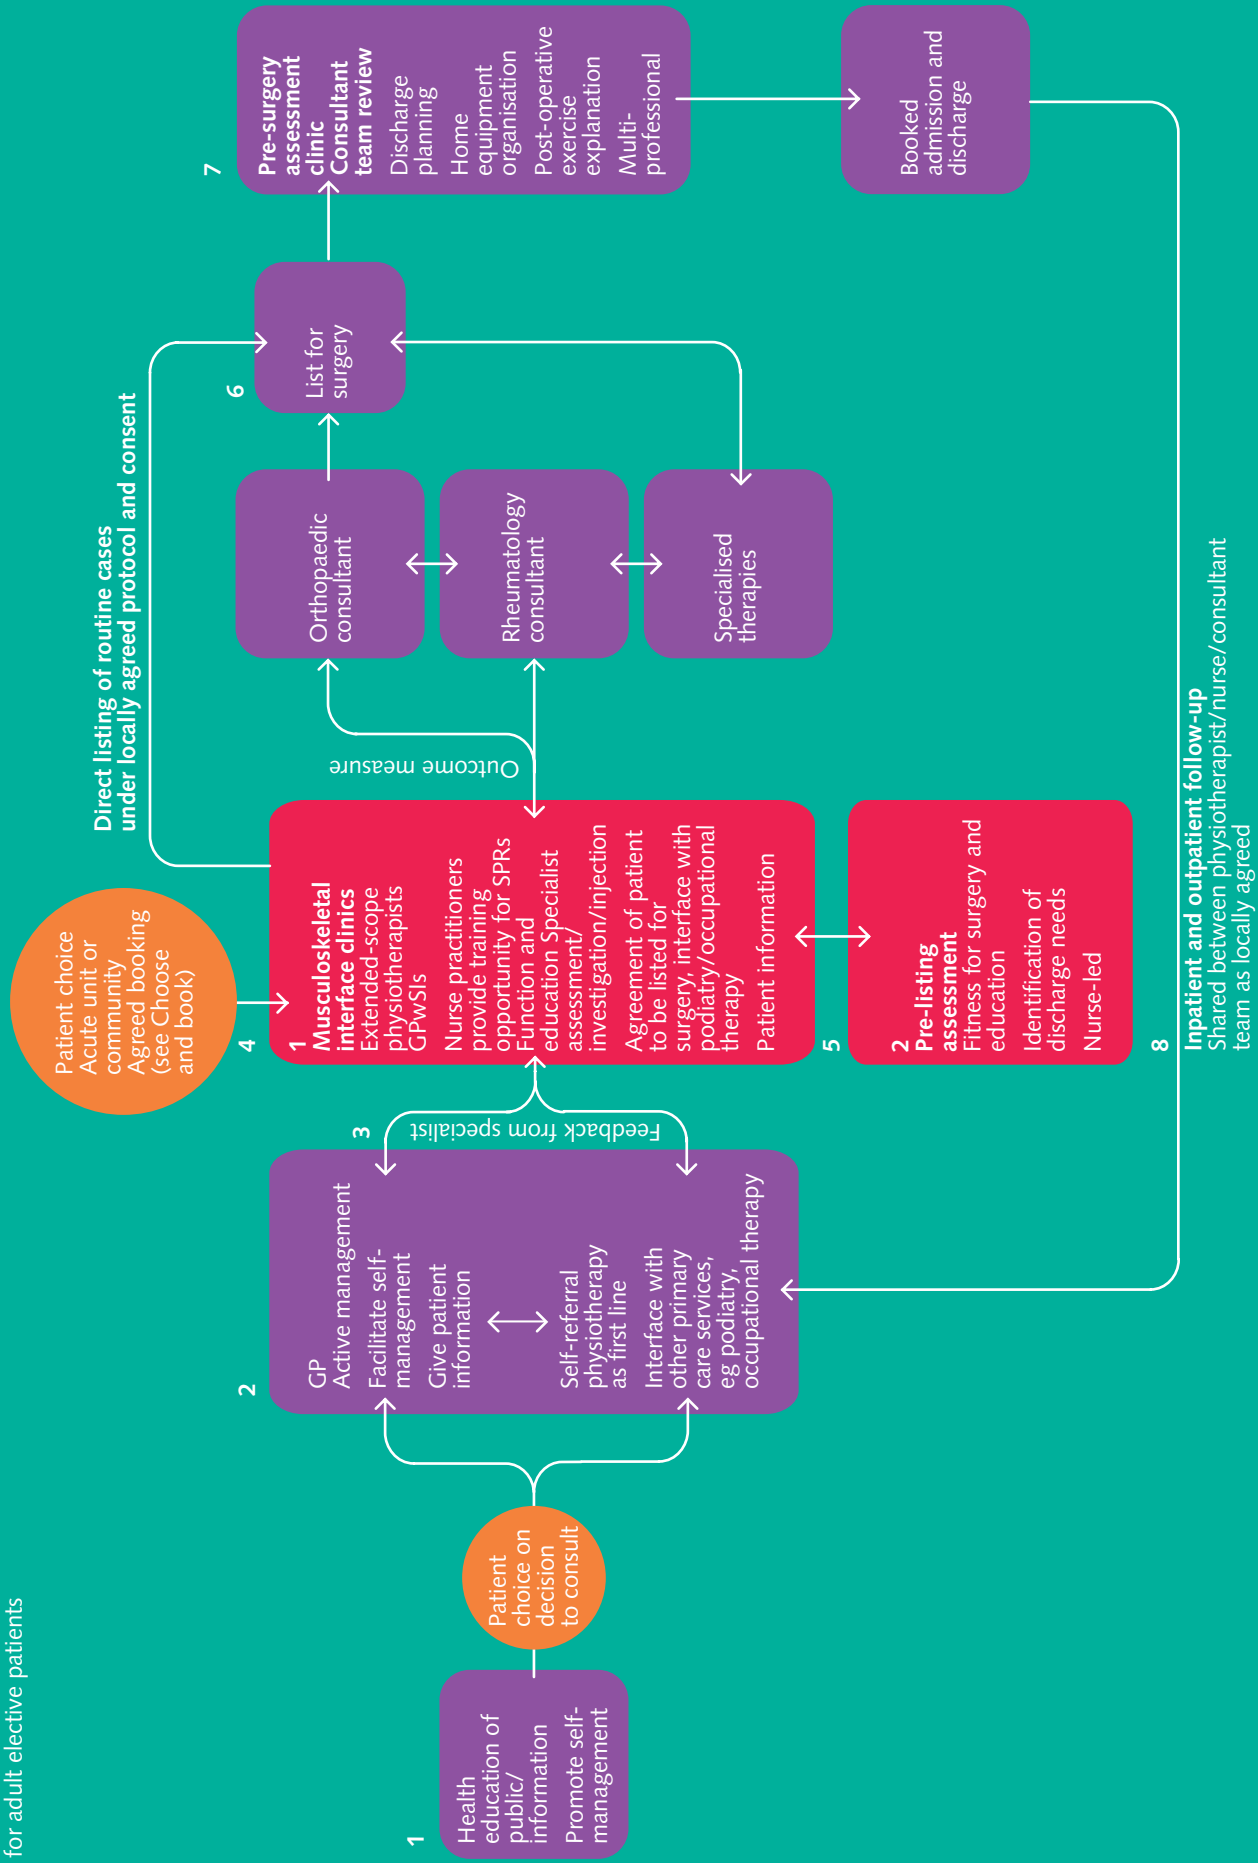 for adult elective patients
1
Health
education of
public/
information
Promote self-
management
Patient
choice on
decision
to consult
2
GP
Active management
Facilitate self-
management
Give patient
information
Self-referral
physiotherapy
as first line
Interface with
other primary
care services,
eg podiatry,
occupational therapy
3
Feedback from specialist
Patient choice
Acute unit or
community
Agreed booking
(see Choose
and book)
4
1
Musculoskeletal
interface clinics
Extended-scope
physiotherapists
GPwSIs
Nurse practitioners
provide training
opportunity for SPRs
Function and
education Specialist
assessment/
investigation/injection
Agreement of patient
to be listed for
surgery, interface with
podiatry/occupational
therapy
Patient information
5
2
Pre-listing
assessment
Fitness for surgery and
education
Identification of
discharge needs
Nurse-led
Direct listing of routine cases
under locally agreed protocol and consent
Outcome measure
Orthopaedic
consultant
Rheumatology
consultant
Specialised
therapies
6
List for
surgery
7
Pre-surgery
assessment
clinic
Consultant
team review
Discharge
planning
Home
equipment
organisation
Post-operative
exercise
explanation
Multi-
professional
Booked
admission and
discharge
8
Inpatient and outpatient follow-up
Shared between physiotherapist/nurse/consultant
team as locally agreed